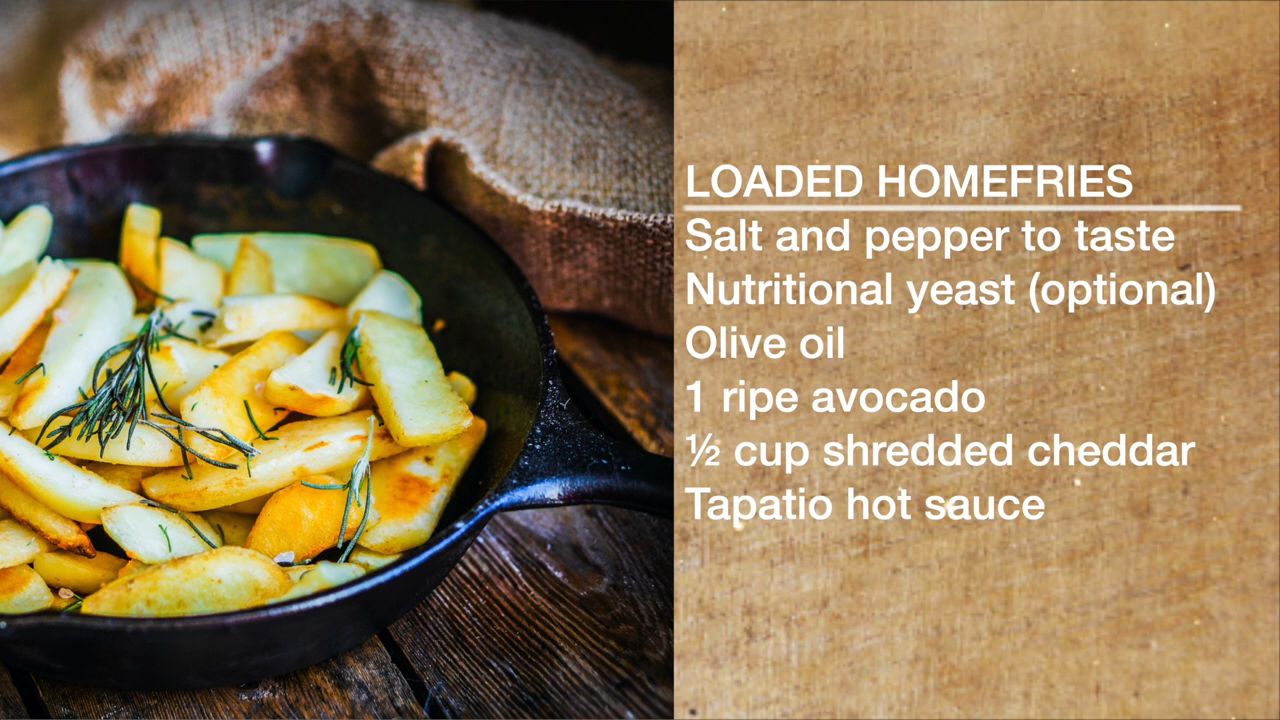 LOADED HOMEFRIES
Salt and pepper to taste
Nutritional yeast (optional)
Olive oil
1 ripe avocado
½ cup shredded cheddar
Tapatio hot sauce